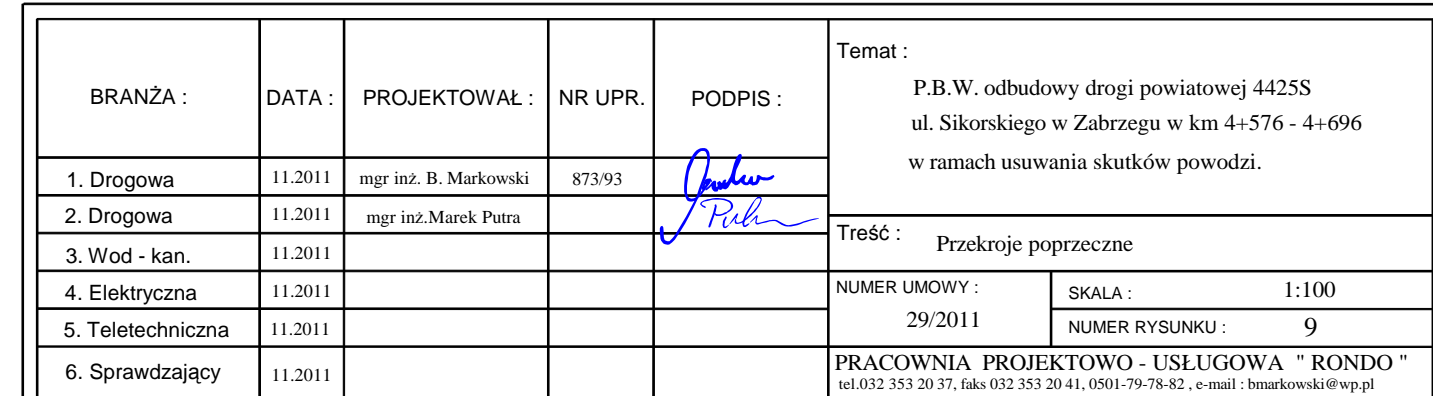 BRANŻA : DATA : PROJEKTOWAŁ : NR UPR. PODPIS :
1. Drogowa 11.2011 mgr inż. B. Markowski 873/93
2. Drogowa 11.2011 mgr inż.Marek Putra Putra
3. Wod - kan. 11.2011
4. Elektryczna 11.2011
5. Teletechniczna 11.2011
6. Sprawdzający 11.2011
Temat :
P.B.W. odbudowy drogi powiatowej 4425S
ul. Sikorskiego w Zabrzegu w km 4+576 - 4+696
w ramach usuwania skutków powodzi.
Treść : Przekroje poprzeczne
NUMER UMOWY :
29/2011
SKALA : 1:100
NUMER RYSUNKU : 9
PRACOWNIA PROJEKTOWO - USŁUGOWA " RONDO "
tel.032 353 20 37, faks 032 353 20 41, 0501-79-78-82 , e-mail : bmarkowski@wp.pl